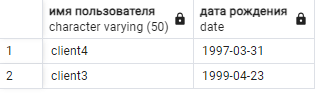 имя пользователя
character varying (50)
дата рождения
date
1 client4 1997-03-31
2 client3 1999-04-23